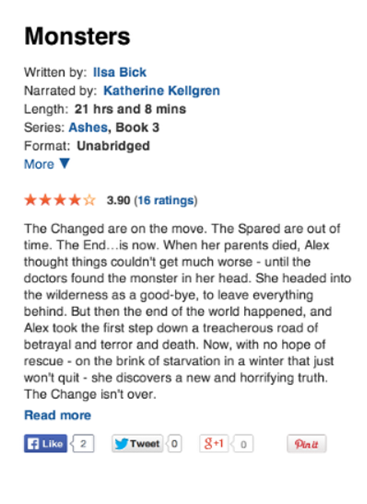 Monsters
Written by: Ilsa Bick
Narrated by: Katherine Kellgren
Length: 21 hrs and 8 mins
Series: Ashes, Book 3
Format: Unabridged
More
3.90 (16 ratings)
The Changed are on the move. The Spared are out of
time. The End...is now. When her parents died, Alex
thought things couldn't get much worse - until the
doctors found the monster in her head. She headed into
the wilderness as a good-bye, to leave everything
behind. But then the end of the world happened, and
Alex took the first step down a treacherous road of
betrayal and terror and death. Now, with no hope of
rescue - on the brink of starvation in a winter that just
won't quit - she discovers a new and horrifying truth.
The Change isn't over.
Read more
f Like 2 Tweet 0 g+1 0 Pin it